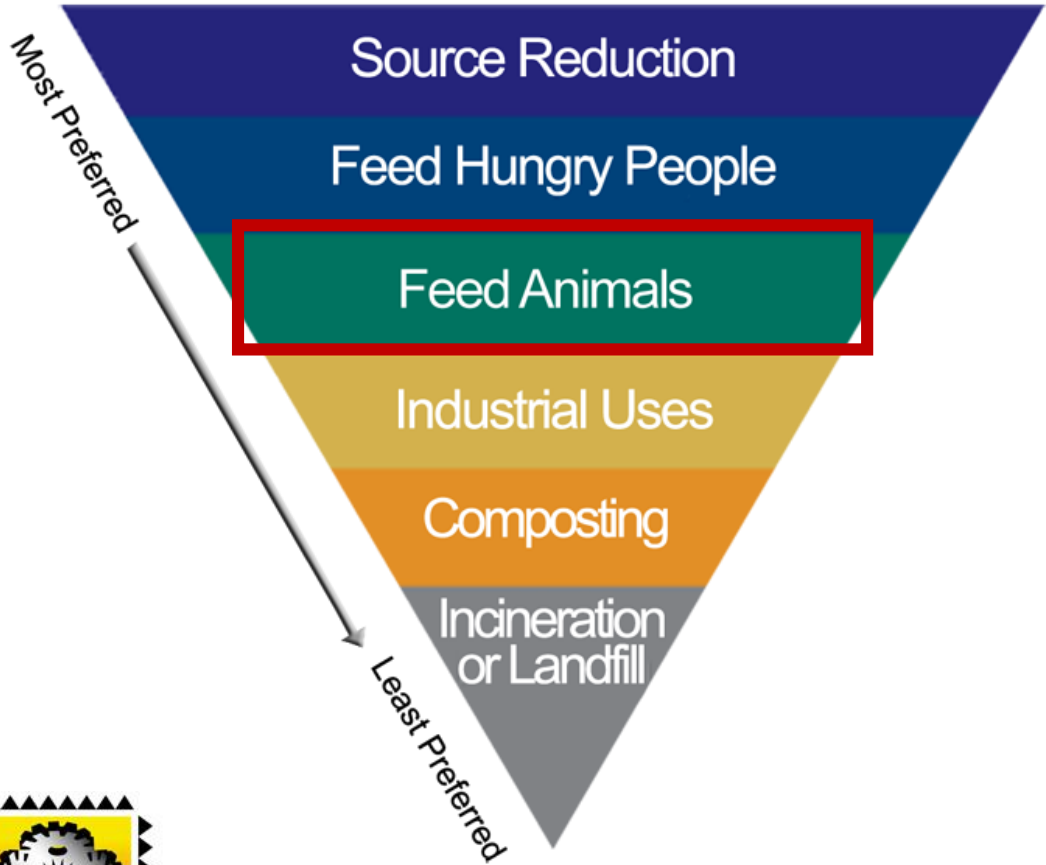 Source Reduction
Most Preferred
Feed Hungry People
Feed Animals
Industrial Uses
Composting
Incineration
or Landfill
Least Preferred